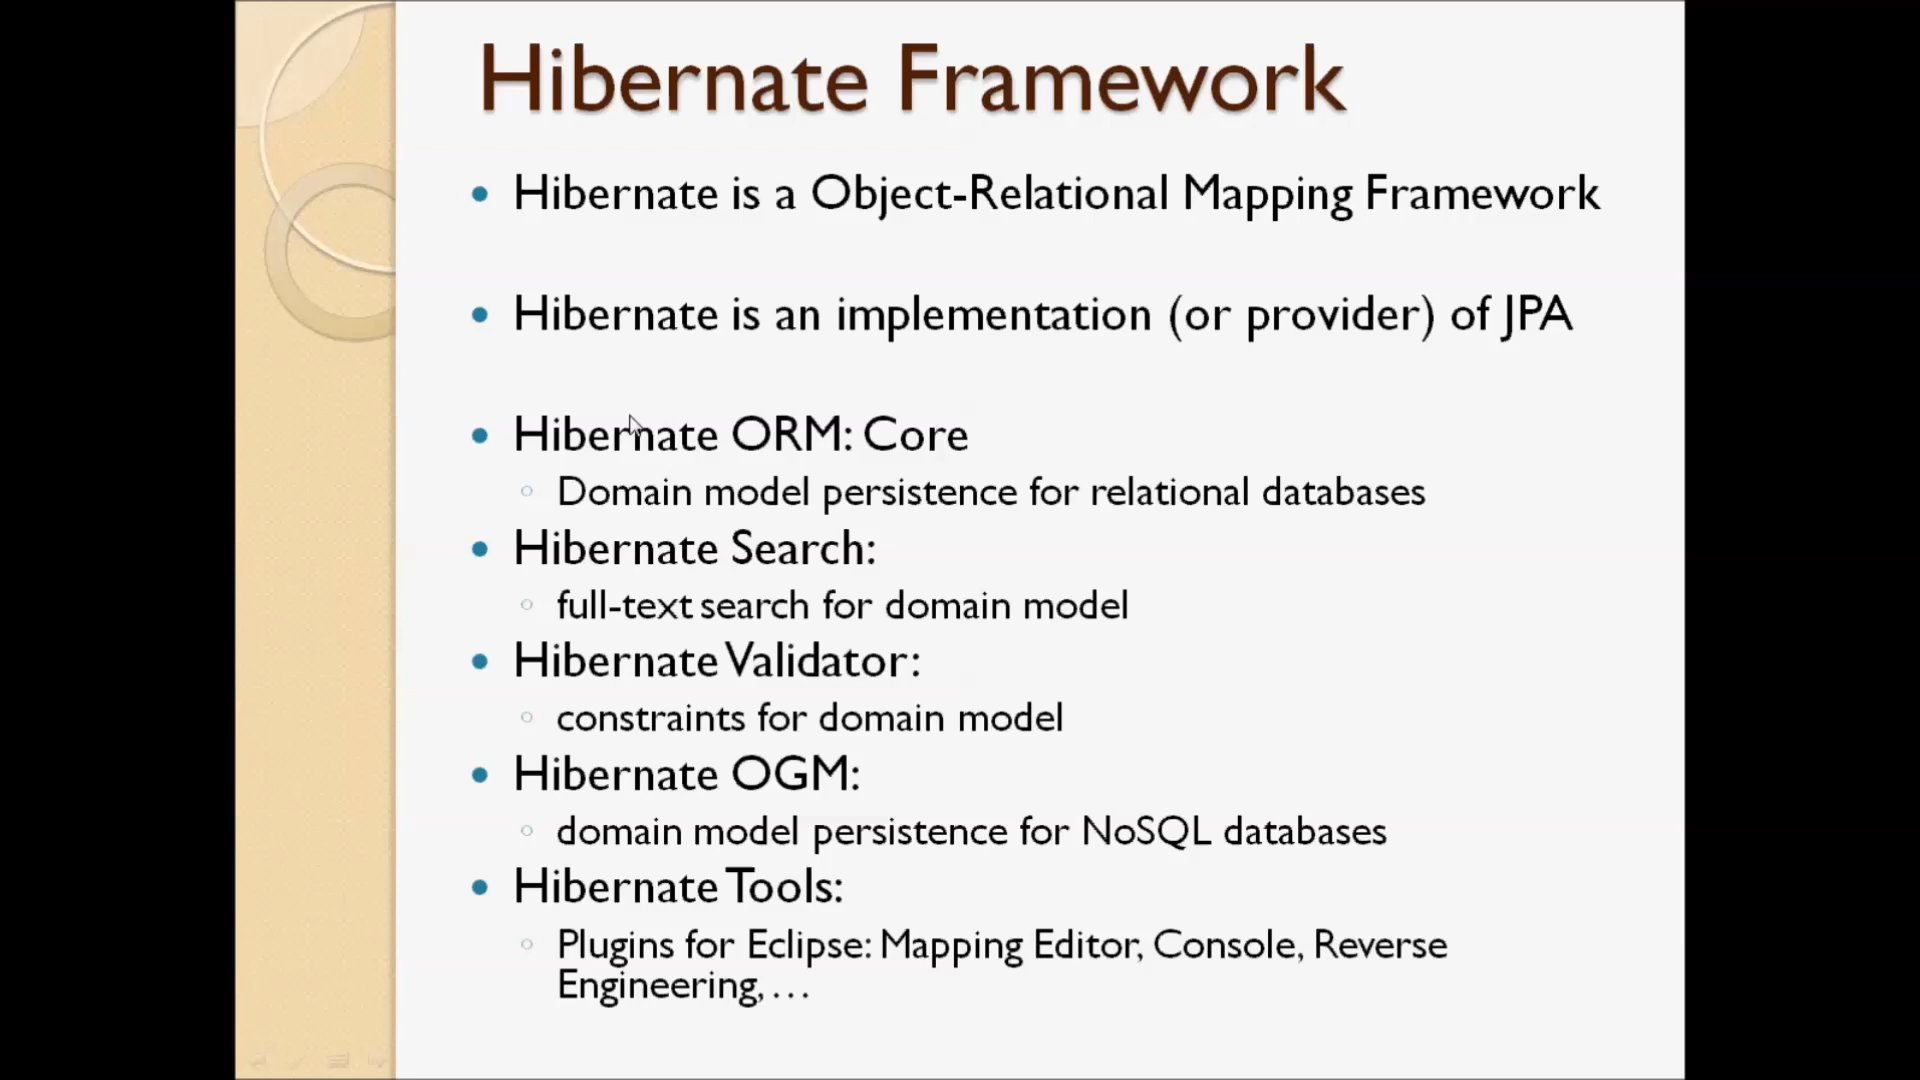 Hibernate Framework
• Hibernate is a Object-Relational Mapping Framework
• Hibernate is an implementation (or provider) of JPA
• Hibernate ORM: Core
◦ Domain model persistence for relational databases
• Hibernate Search:
◦ full-text search for domain model
• Hibernate Validator:
◦ constraints for domain model
• Hibernate OGM:
◦ domain model persistence for NoSQL databases
• Hibernate Tools:
◦ Plugins for Eclipse: Mapping Editor, Console, Reverse
Engineering, …